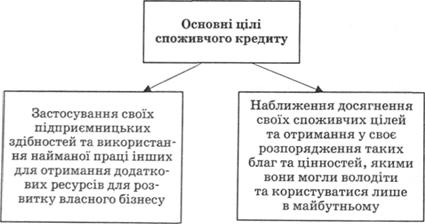 Основні цілі
споживчого кредиту
Застосування своїх
підприємницьких
здібностей та використан-
ня найманої праці інших
для отримання додатко-
вих ресурсів для роз-
витку власного бізнесу
Наближення досягнення
своїх споживчих цілей
та отримання у своє
розпорядження таких
благ та цінностей, якими
вони могли володіти
та користуватися лише
в майбутньому